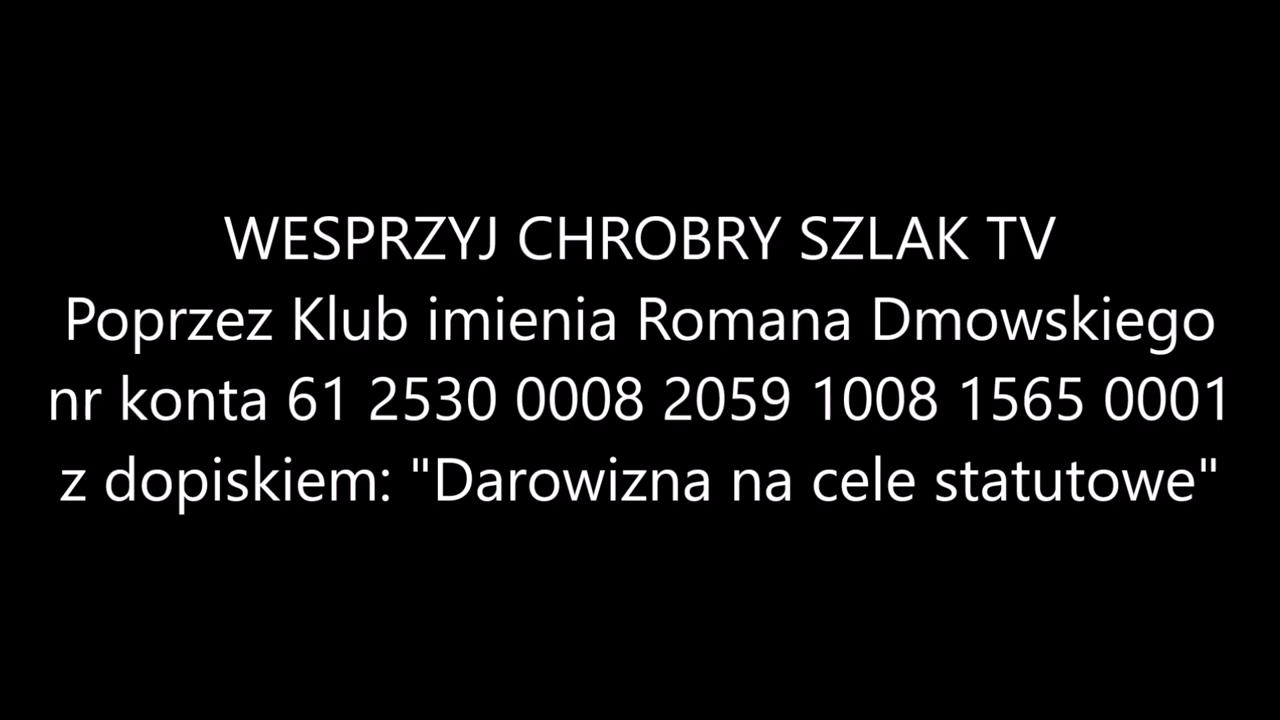 WESPRZYJ CHROBRY SZLAK TV
Poprzez Klub imienia Romana Dmowskiego
nr konta 61 2530 0008 2059 1008 1565 0001
z dopiskiem: "Darowizna na cele statutowe"